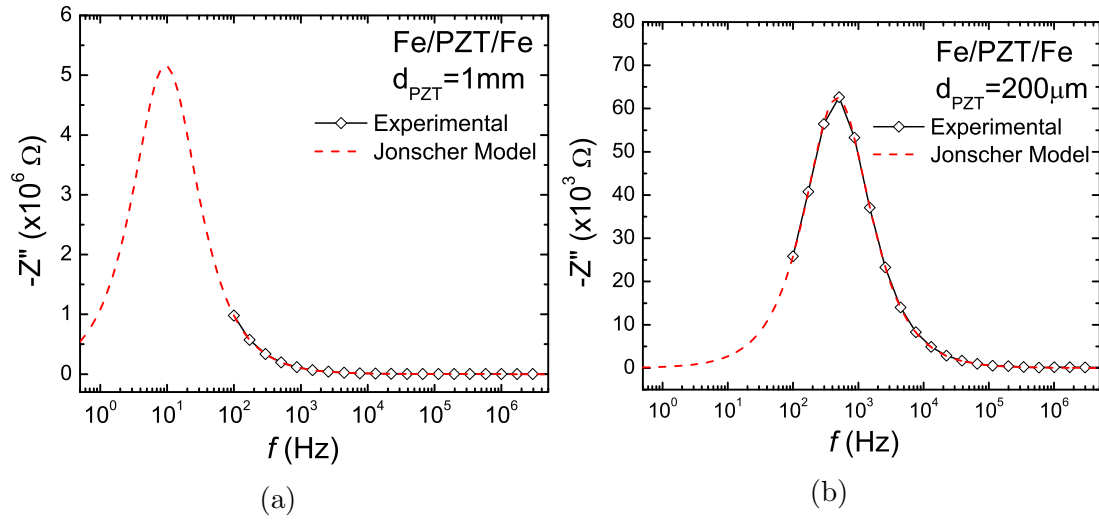 Fe/PZT/Fe
d_PZT=1mm
Experimental
Jonscher Model
-Z" (x10^6 Ω)
6
5
4
3
2
1
0
10^0 10^1 10^2 10^3 10^4 10^5 10^6
f (Hz)
(a)
Fe/PZT/Fe
d_PZT=200μm
Experimental
Jonscher Model
-Z" (x10^3 Ω)
80
70
60
50
40
30
20
10
0
10^0 10^1 10^2 10^3 10^4 10^5 10^6
f (Hz)
(b)